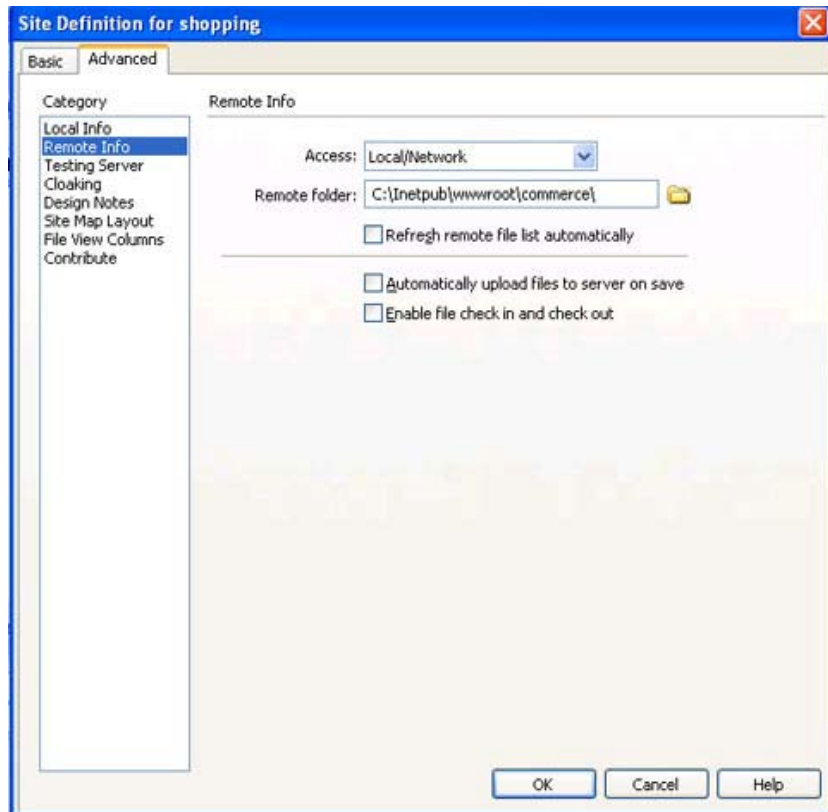 Site Definition for shopping
Basic
Advanced
Category
Local Info
Remote Info
Testing Server
Cloaking
Design Notes
Site Map Layout
File View Columns
Contribute
Remote Info
Access: Local/Network
Remote folder: C:\Inetpub\wwwroot\commerce\
Refresh remote file list automatically
Automatically upload files to server on save
Enable file check in and check out
OK
Cancel
Help